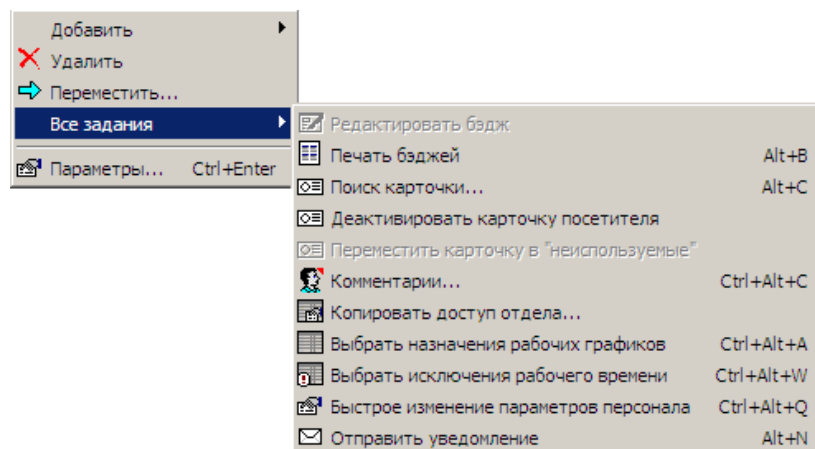 Добавить
Удалить
Переместить...
Все задания
Параметры... Ctrl+Enter
Редактировать бэдж
Печать бэджей Alt+B
Поиск карточки... Alt+C
Деактивировать карточку посетителя
Переместить карточку в "неиспользуемые"
Комментарии... Ctrl+Alt+C
Копировать доступ отдела...
Выбрать назначения рабочих графиков Ctrl+Alt+A
Выбрать исключения рабочего времени Ctrl+Alt+W
Быстрое изменение параметров персонала Ctrl+Alt+Q
Отправить уведомление Alt+N